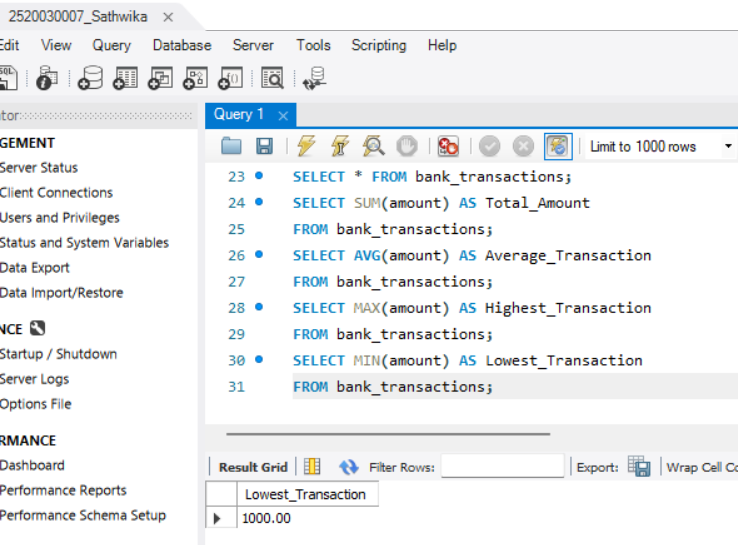 2520030007_Sathwika ×
Edit View Query Database Server Tools Scripting Help
SQL
Query 1 ×
Limit to 1000 rows
Server Status
Client Connections
Users and Privileges
Status and System Variables
Data Export
Data Import/Restore
Startup / Shutdown
Server Logs
Options File
Dashboard
Performance Reports
Performance Schema Setup
23 SELECT * FROM bank_transactions;
24 SELECT SUM(amount) AS Total_Amount
25 FROM bank_transactions;
26 SELECT AVG(amount) AS Average_Transaction
27 FROM bank_transactions;
28 SELECT MAX(amount) AS Highest_Transaction
29 FROM bank_transactions;
30 SELECT MIN(amount) AS Lowest_Transaction
31 FROM bank_transactions;
Result Grid Filter Rows: Export: Wrap Cell
Lowest_Transaction
1000.00